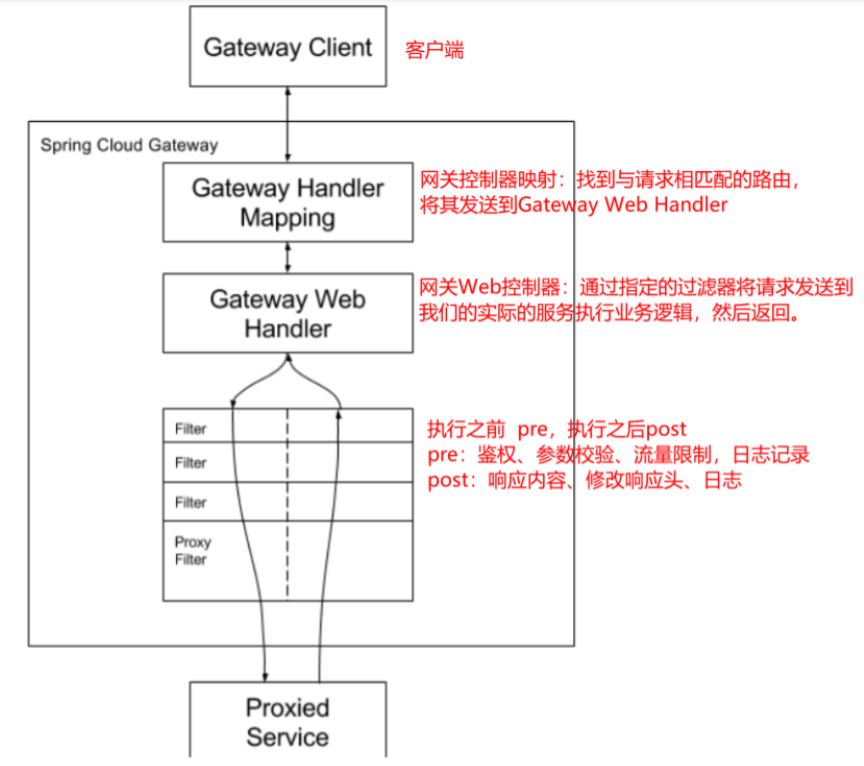 Gateway Client
客户端
Spring Cloud Gateway
Gateway Handler
Mapping
网关控制器映射：找到与请求相匹配的路由，
将其发送到Gateway Web Handler
Gateway Web
Handler
网关Web控制器：通过指定的过滤器将请求发送到
我们的实际的服务执行业务逻辑，然后返回。
Filter
Filter
Filter
Proxy
Filter
执行之前 pre，执行之后post
pre：鉴权、参数校验、流量限制，日志记录
post：响应内容、修改响应头、日志
Proxied
Service